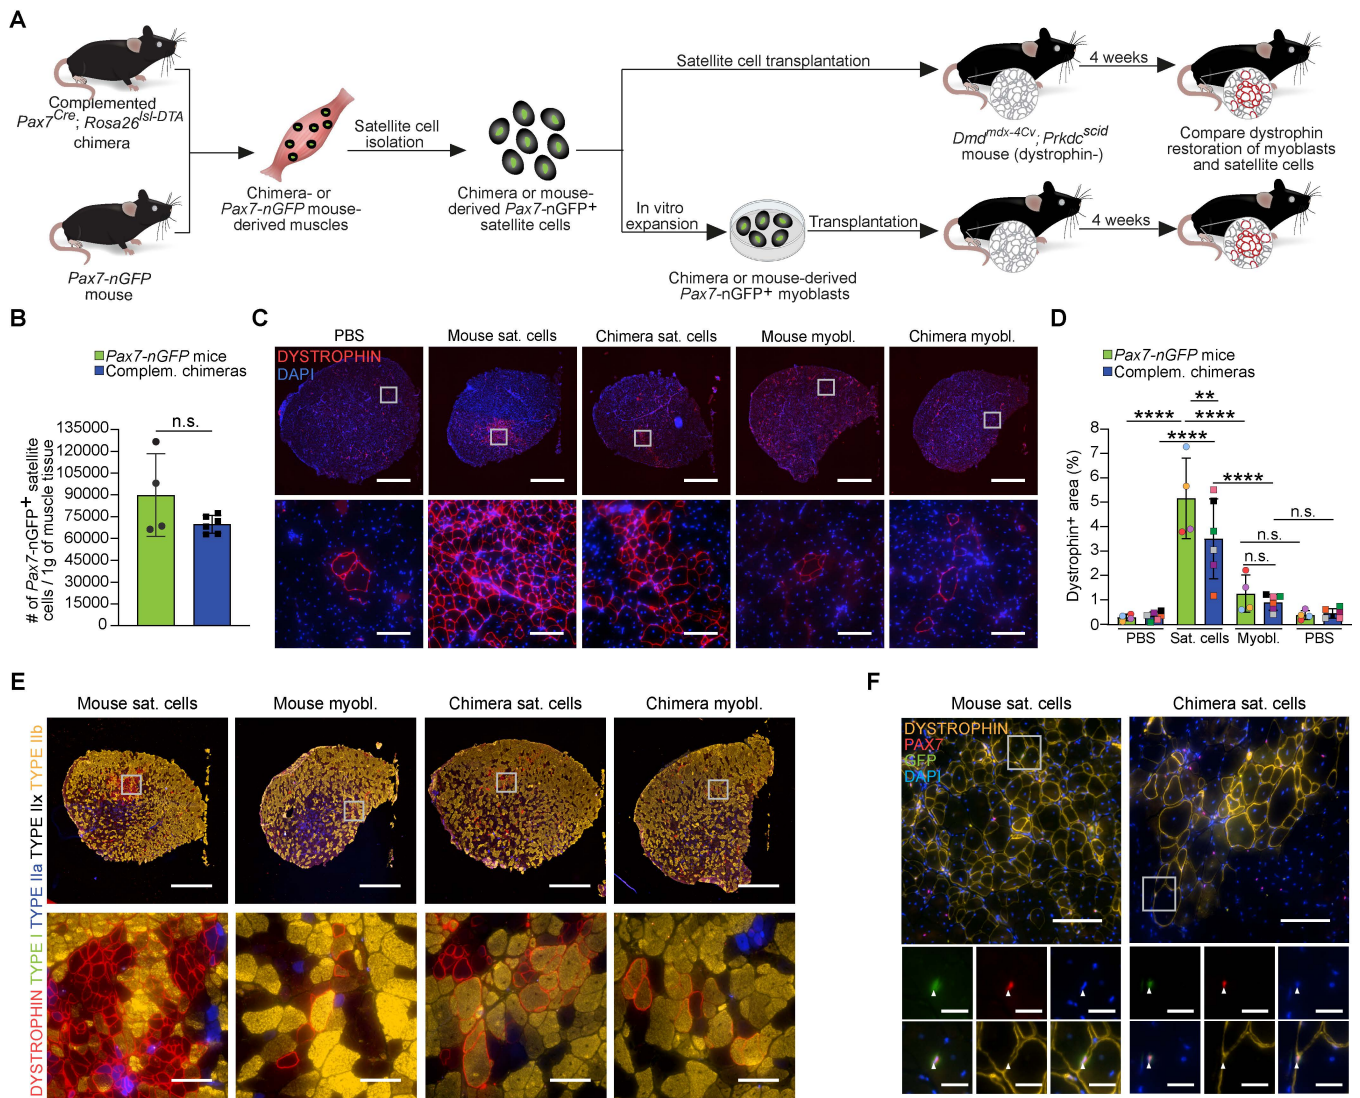 A
Complemented
Pax7Cre; Rosa26lsl-DTA
chimera
Pax7-nGFP
mouse
Chimera- or
Pax7-nGFP mouse-
derived muscles
Satellite cell
isolation
Chimera or mouse-
derived Pax7-nGFP+
satellite cells
Satellite cell transplantation
In vitro
expansion
Chimera or mouse-derived
Pax7-nGFP+ myoblasts
Transplantation
Dmdmdx-4Cv; Prkdcscid
mouse (dystrophin-)
4 weeks
Compare dystrophin
restoration of myoblasts
and satellite cells
4 weeks
B
Pax7-nGFP mice
Complem. chimeras
n.s.
# of Pax7-nGFP+ satellite
cells / 1g of muscle tissue
135000
120000
105000
90000
75000
60000
45000
30000
15000
0
C
PBS
Mouse sat. cells
Chimera sat. cells
Mouse myobl.
Chimera myobl.
DYSTROPHIN
DAPI
D
Pax7-nGFP mice
Complem. chimeras
**
**** ****
****
****
n.s.
n.s.
n.s.
Dystrophin+ area (%)
8
7
6
5
4
3
2
1
0
PBS
Sat. cells
Myobl.
PBS
E
Mouse sat. cells
Mouse myobl.
Chimera sat. cells
Chimera myobl.
DYSTROPHIN TYPE I TYPE IIa TYPE IIx TYPE IIb
F
Mouse sat. cells
Chimera sat. cells
DYSTROPHIN
PAX7
GFP
DAPI